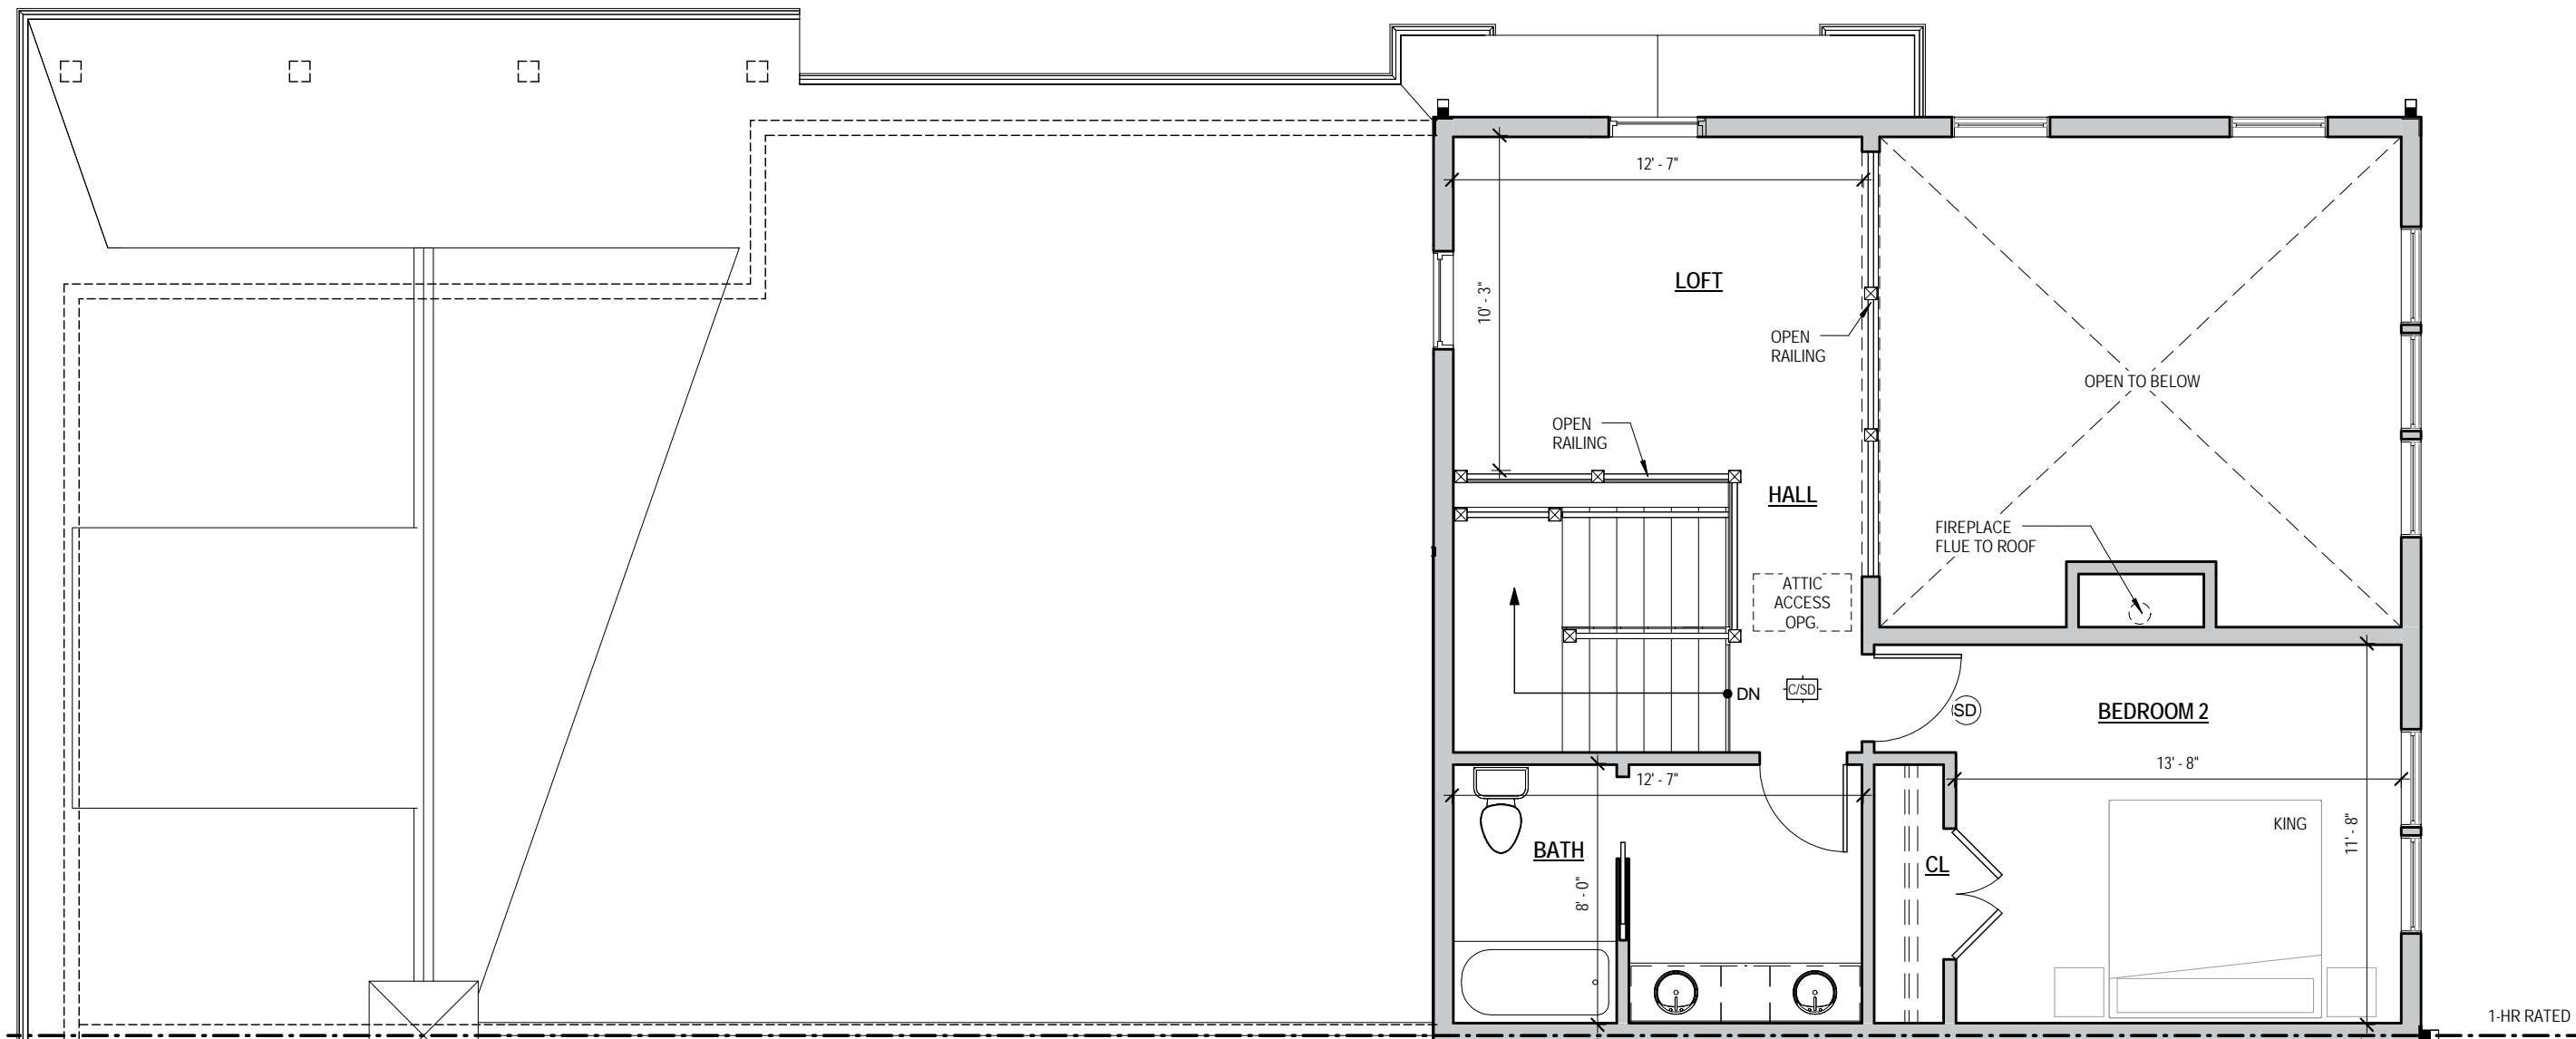 12' - 7"
LOFT
10' - 3"
OPEN
RAILING
OPEN TO BELOW
OPEN
RAILING
HALL
FIREPLACE
FLUE TO ROOF
ATTIC
ACCESS
OPG.
DN
C/SD
SD
BEDROOM 2
12' - 7"
13' - 8"
KING
11' - 8"
BATH
CL
8' - 0"
1-HR RATED